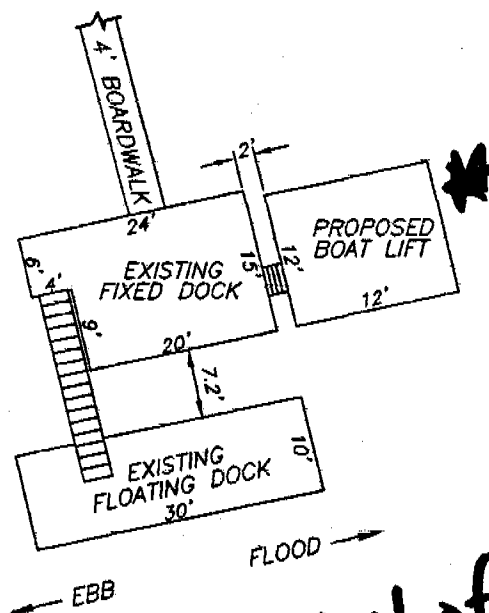 4' BOARDWALK
2'
24'
PROPOSED
BOAT LIFT
6'
4'
EXISTING
FIXED DOCK
15'
12'
12'
9'
20'
7.2'
EXISTING
FLOATING DOCK
10'
30'
FLOOD
EBB